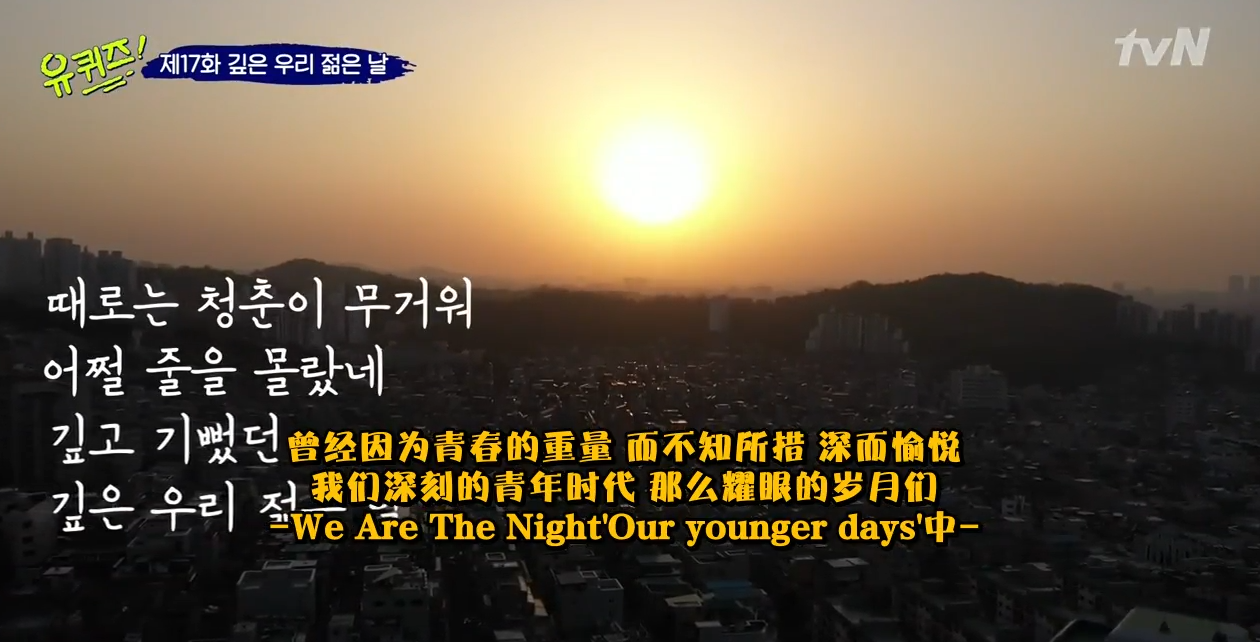 유퀴즈!
제17화 깊은 우리 젊은 날
tvN
때로는 청춘이 무거워
어쩔 줄을 몰랐네
깊고 기뻤던
깊은 우리 젊은 날
曾经因为青春的重量 而不知所措 深而愉悦
我们深刻的青年时代 那么耀眼的岁月们
-We Are The Night'Our younger days'中-